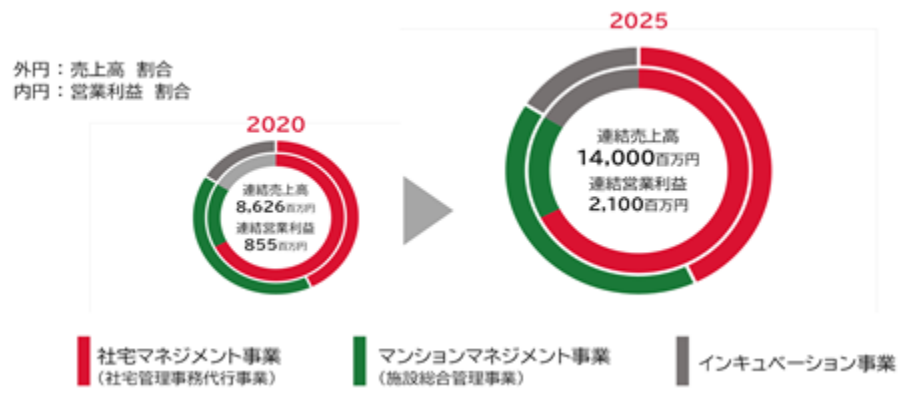 2025
外円：売上高 割合
内円：営業利益 割合
2020
連結売上高
14,000百万円
連結営業利益
2,100百万円
連結売上高
8,626百万円
連結営業利益
855百万円
社宅マネジメント事業
（社宅管理事務代行事業）
マンションマネジメント事業
（施設総合管理事業）
インキュベーション事業